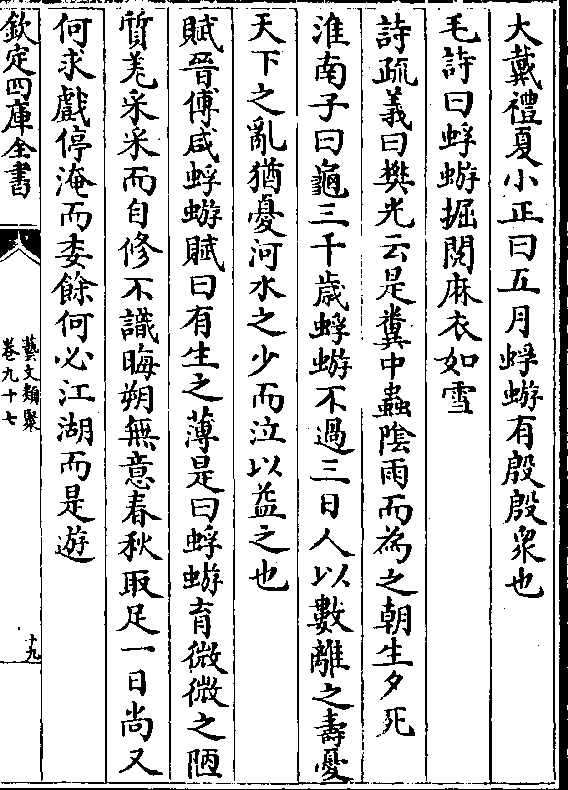 大戴禮夏小正曰五月蜉蝣有殷殷衆也
毛詩曰蜉蝣掘閱麻衣如雪
詩疏義曰樊光云是糞中蟲隂雨而為之朝生夕死
淮南子曰龜三千歲蜉蝣不過三日人以數離之壽憂
天下之亂猶憂河水之少而泣以益之也
賦晉傅咸蜉蝣賦曰有生之薄是曰蜉蝣育微微之陋
質羗采采而自修不識晦朔無意春秋取足一日尚又
何求戲停淹而委餘何必江湖而是遊
欽定四庫全書
藝文類聚
卷九十七
十九